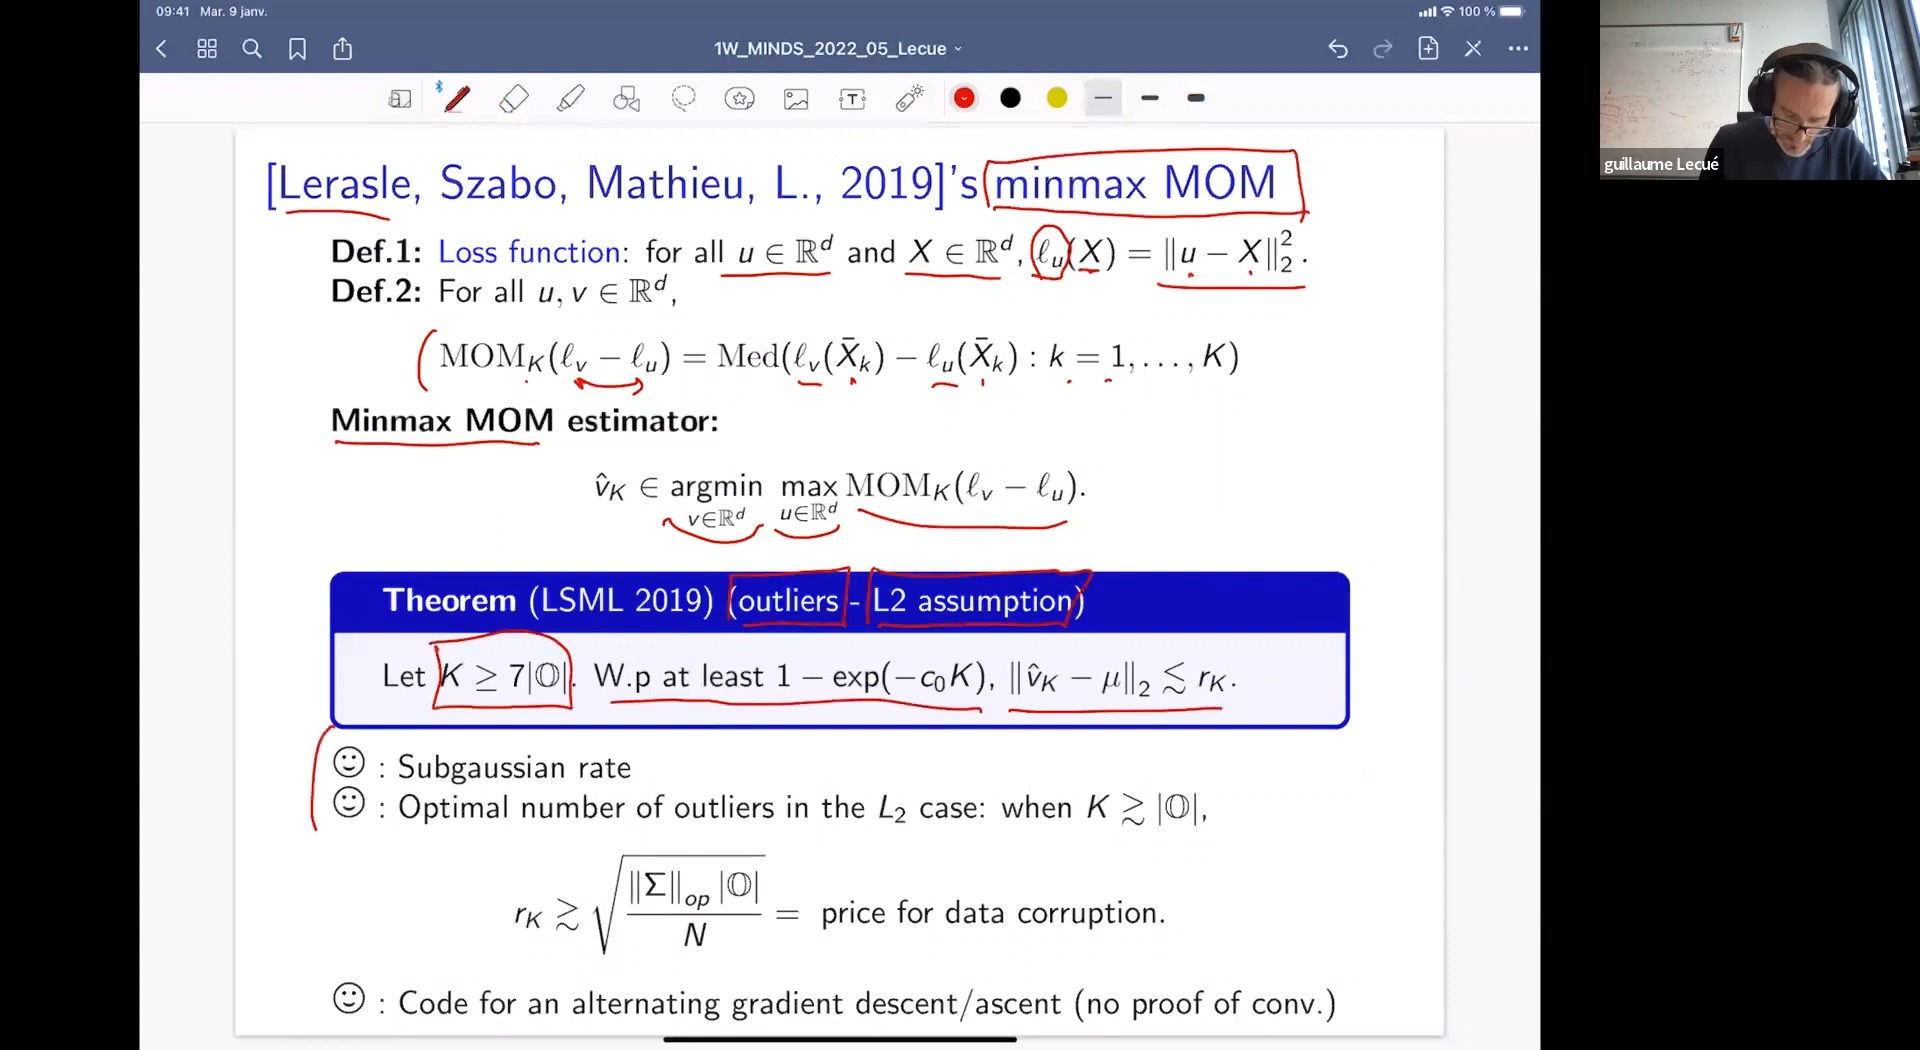 09:41 Mar. 9 janv.
100 %
1W_MINDS_2022_05_Lecue
T
guillaume Lecué
[Lerasle, Szabo, Mathieu, L., 2019]'s minmax MOM
Def.1: Loss function: for all u ∈ ℝ^d and X ∈ ℝ^d, ℓ_u(X) = ‖u − X‖_2^2.
Def.2: For all u, v ∈ ℝ^d,
MOM_K(ℓ_v − ℓ_u) = Med(ℓ_v(X̄_k) − ℓ_u(X̄_k) : k = 1, . . . , K)
Minmax MOM estimator:
v̂_K ∈ argmin_{v∈ℝ^d} max_{u∈ℝ^d} MOM_K(ℓ_v − ℓ_u).
Theorem (LSML 2019) (outliers - L2 assumption)
Let K ≥ 7|𝕆|. W.p at least 1 − exp(−c_0K), ‖v̂_K − μ‖_2 ≲ r_K.
☺ : Subgaussian rate
☺ : Optimal number of outliers in the L_2 case: when K ≳ |𝕆|,
r_K ≳ √(‖Σ‖_op |𝕆| / N) = price for data corruption.
☺ : Code for an alternating gradient descent/ascent (no proof of conv.)